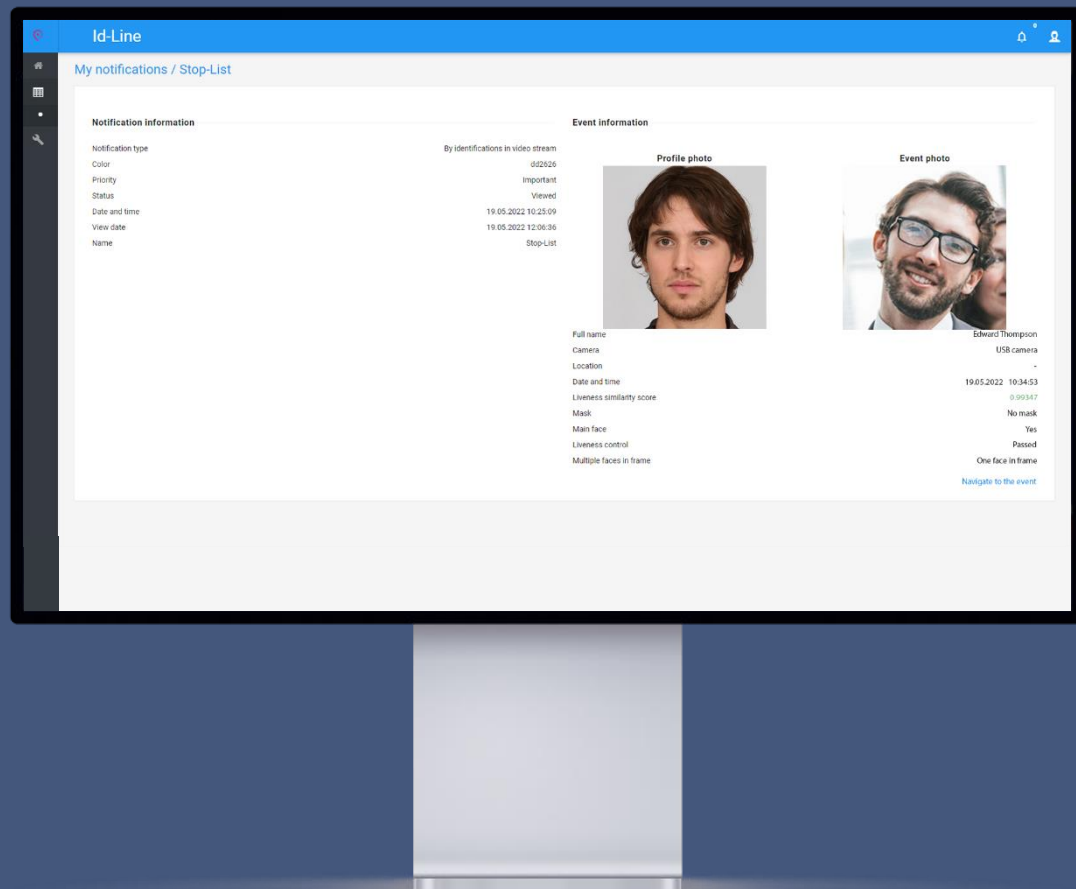 Id-Line
My notifications / Stop-List
Notification information
Notification type By identifications in video stream
Color dd2626
Priority Important
Status Viewed
Date and time 19.05.2022 10:25:09
View date 19.05.2022 12:06:36
Name Stop-List
Event information
Profile photo Event photo
Full name Edward Thompson
Camera USB camera
Location -
Date and time 19.05.2022 10:34:53
Liveness similarity score 0.99347
Mask No mask
Main face Yes
Liveness control Passed
Multiple faces in frame One face in frame
Navigate to the event